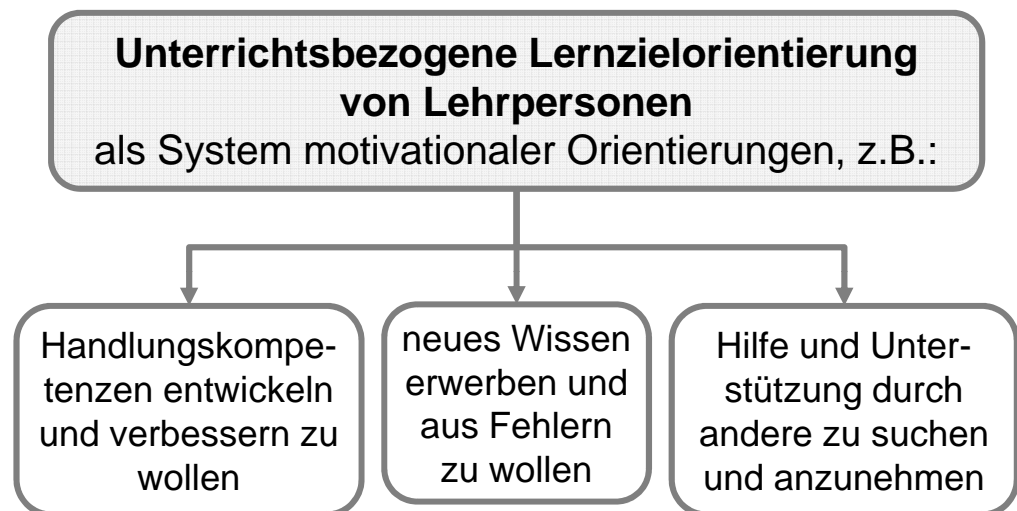 Unterrichtsbezogene Lernzielorientierung
von Lehrpersonen
als System motivationaler Orientierungen, z.B.:
Handlungskompe-
tenzen entwickeln
und verbessern zu
wollen
neues Wissen
erwerben und
aus Fehlern
zu wollen
Hilfe und Unter-
stützung durch
andere zu suchen
und anzunehmen